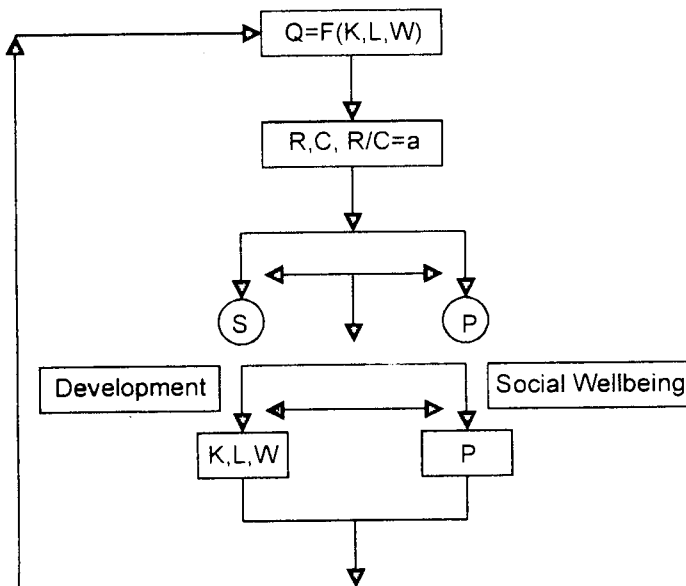 Q=F(K,L,W)
R,C, R/C=a
S
P
Development
Social Wellbeing
K,L,W
P